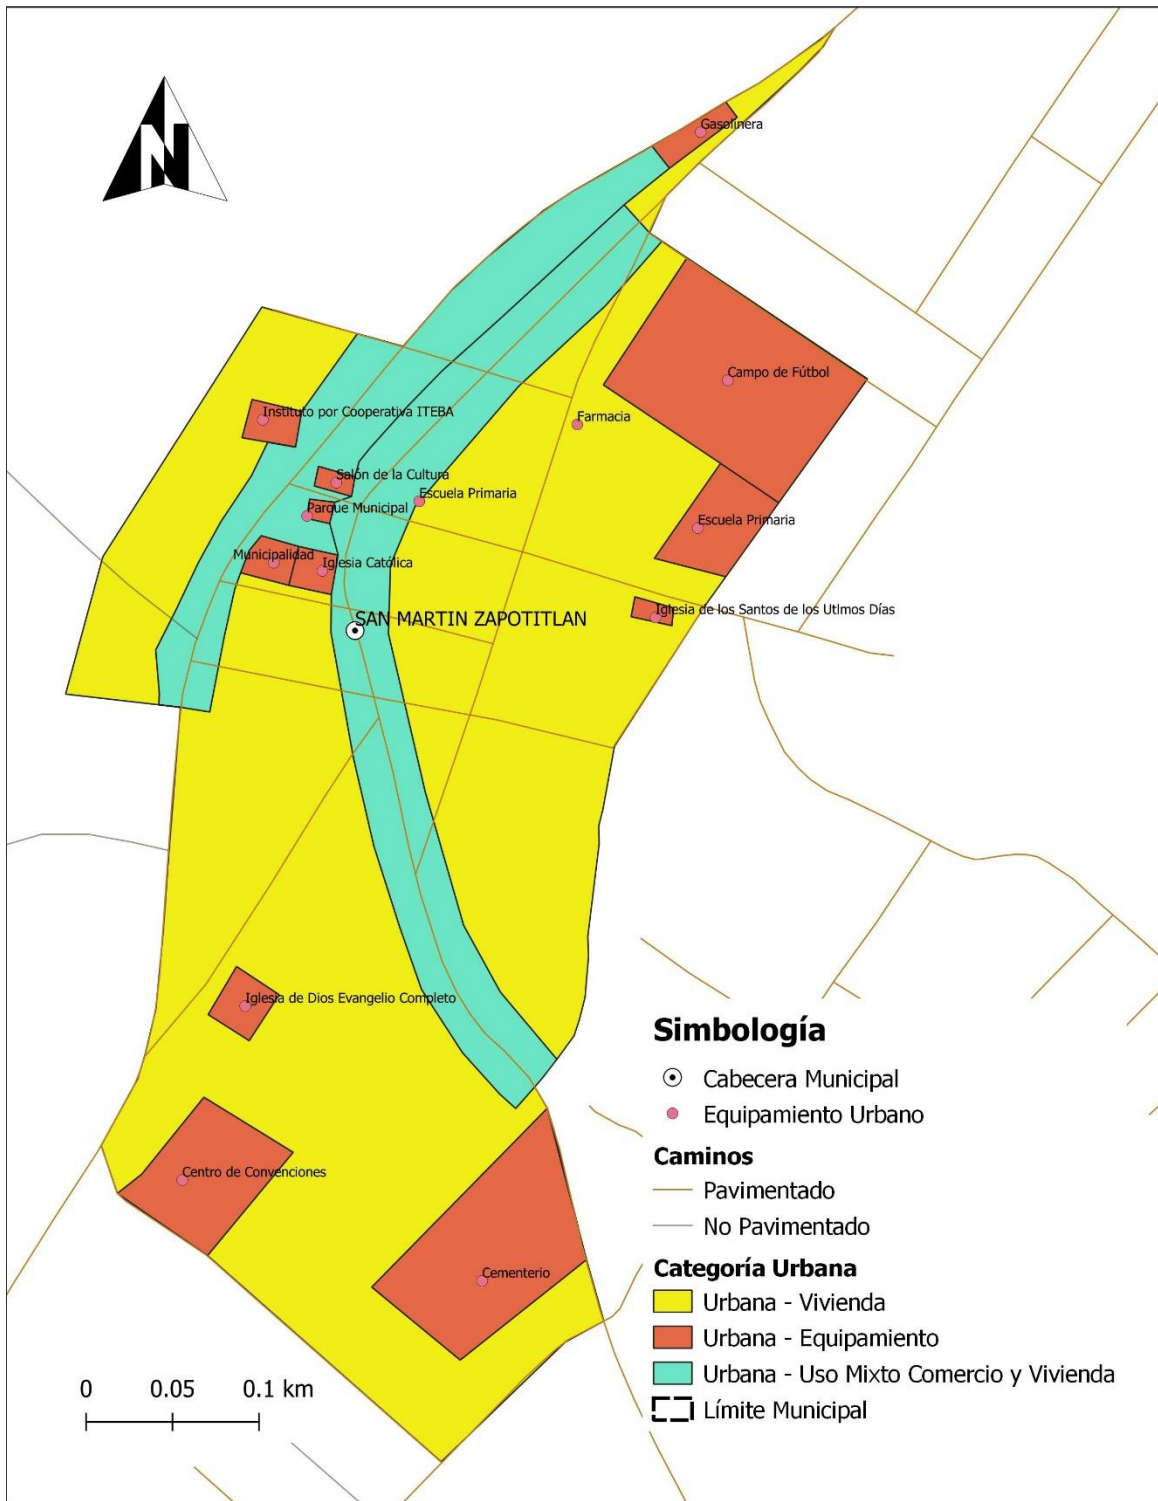 N
Gasolinera
Campo de Fútbol
Instituto por Cooperativa ITEBA
Farmacia
Salón de la Cultura
Escuela Primaria
Parque Municipal
Escuela Primaria
Municipalidad
Iglesia Católica
Iglesia de los Santos de los Utlmos Días
SAN MARTIN ZAPOTITLAN
Iglesia de Dios Evangelio Completo
Centro de Convenciones
Cementerio
Simbología
Cabecera Municipal
Equipamiento Urbano
Caminos
Pavimentado
No Pavimentado
Categoría Urbana
Urbana - Vivienda
Urbana - Equipamiento
Urbana - Uso Mixto Comercio y Vivienda
Límite Municipal
0 0.05 0.1 km